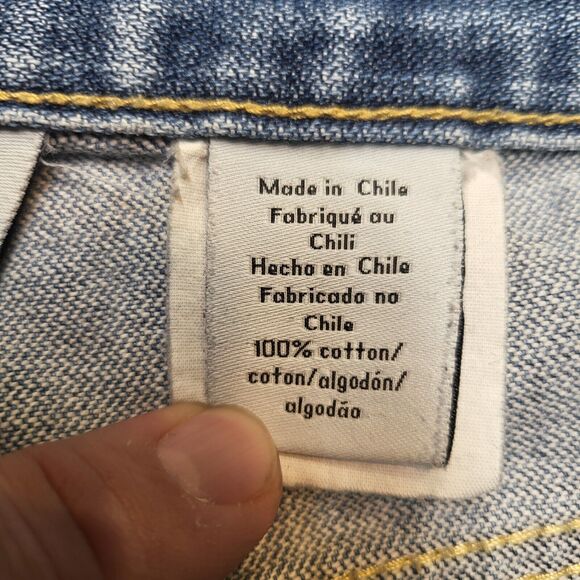 Made in Chile
Fabriqué au
Chili
Hecho en Chile
Fabricado no
Chile
100% cotton/
coton/algodón/
algodão